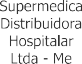 Supermedica
Distribuidora
Hospitalar
Ltda - Me